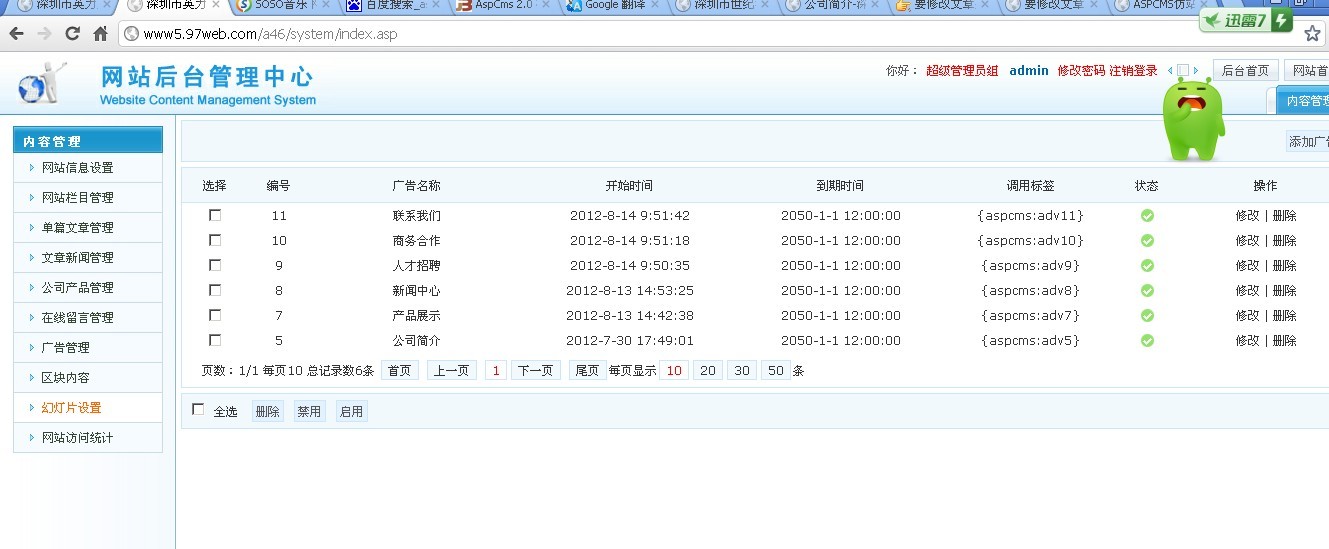 深圳市英力 深圳市英力 SOSO音乐 百度搜索_a AspCms 2.0 Google 翻译 深圳市世纪 公司简介-份 要修改文章 要修改文章 ASPCMS仿站
迅雷7
www5.97web.com/a46/system/index.asp
网站后台管理中心
Website Content Management System
你好： 超级管理员组 admin 修改密码 注销登录 后台首页 网站首
内容管理
内容管理
添加广告
网站信息设置
网站栏目管理
单篇文章管理
文章新闻管理
公司产品管理
在线留言管理
广告管理
区块内容
幻灯片设置
网站访问统计
选择 编号 广告名称 开始时间 到期时间 调用标签 状态 操作
11 联系我们 2012-8-14 9:51:42 2050-1-1 12:00:00 {aspcms:adv11} 修改 | 删除
10 商务合作 2012-8-14 9:51:18 2050-1-1 12:00:00 {aspcms:adv10} 修改 | 删除
9 人才招聘 2012-8-14 9:50:35 2050-1-1 12:00:00 {aspcms:adv9} 修改 | 删除
8 新闻中心 2012-8-13 14:53:25 2050-1-1 12:00:00 {aspcms:adv8} 修改 | 删除
7 产品展示 2012-8-13 14:42:38 2050-1-1 12:00:00 {aspcms:adv7} 修改 | 删除
5 公司简介 2012-7-30 17:49:01 2050-1-1 12:00:00 {aspcms:adv5} 修改 | 删除
页数：1/1 每页10 总记录数6条 首页 上一页 1 下一页 尾页 每页显示 10 20 30 50 条
全选 删除 禁用 启用